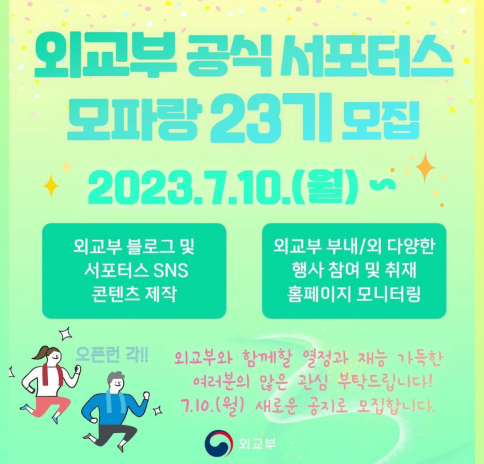 외교부 공식 서포터스
모파랑 23기 모집
2023.7.10.(월) ~
외교부 블로그 및
서포터스 SNS
콘텐츠 제작
외교부 부내/외 다양한
행사 참여 및 취재
홈페이지 모니터링
오픈런 각!!
외교부와 함께할 열정과 재능 가득한
여러분의 많은 관심 부탁드립니다!
7.10.(월) 새로운 공지로 모집합니다.
외교부